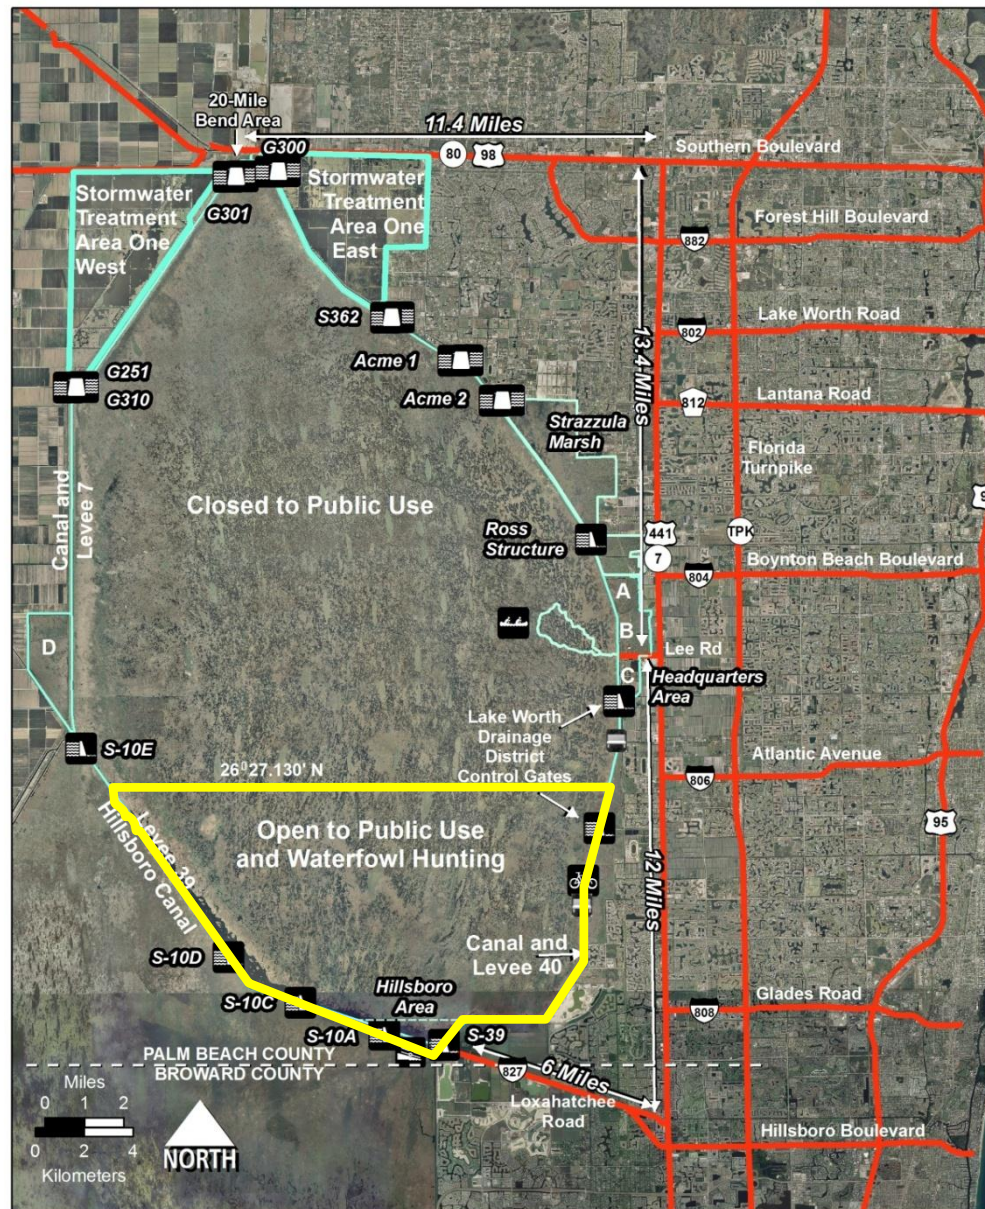 20-Mile
Bend Area
11.4 Miles
G300
80
98
Southern Boulevard
Stormwater
Treatment
Area One
West
G301
Stormwater
Treatment
Area One
East
Forest Hill Boulevard
882
S362
13.4 Miles
Lake Worth Road
802
Acme 1
G251
G310
Acme 2
Lantana Road
812
Strazzula
Marsh
Florida
Turnpike
Canal and
Levee 7
Closed to Public Use
Ross
Structure
441
7
TPK
9
Boynton Beach Boulevard
804
A
B
C
D
Lee Rd
Headquarters
Area
Lake Worth
Drainage
District
Control Gates
S-10E
Atlantic Avenue
806
26⁰27.130' N
Levee 39
Hillsboro Canal
Open to Public Use
and Waterfowl Hunting
95
12 Miles
Canal and
Levee 40
S-10D
S-10C
Hillsboro
Area
Glades Road
808
S-10A
S-39
PALM BEACH COUNTY
BROWARD COUNTY
6 Miles
827
Loxahatchee
Road
Hillsboro Boulevard
Miles
0 1 2
0 2 4
Kilometers
NORTH